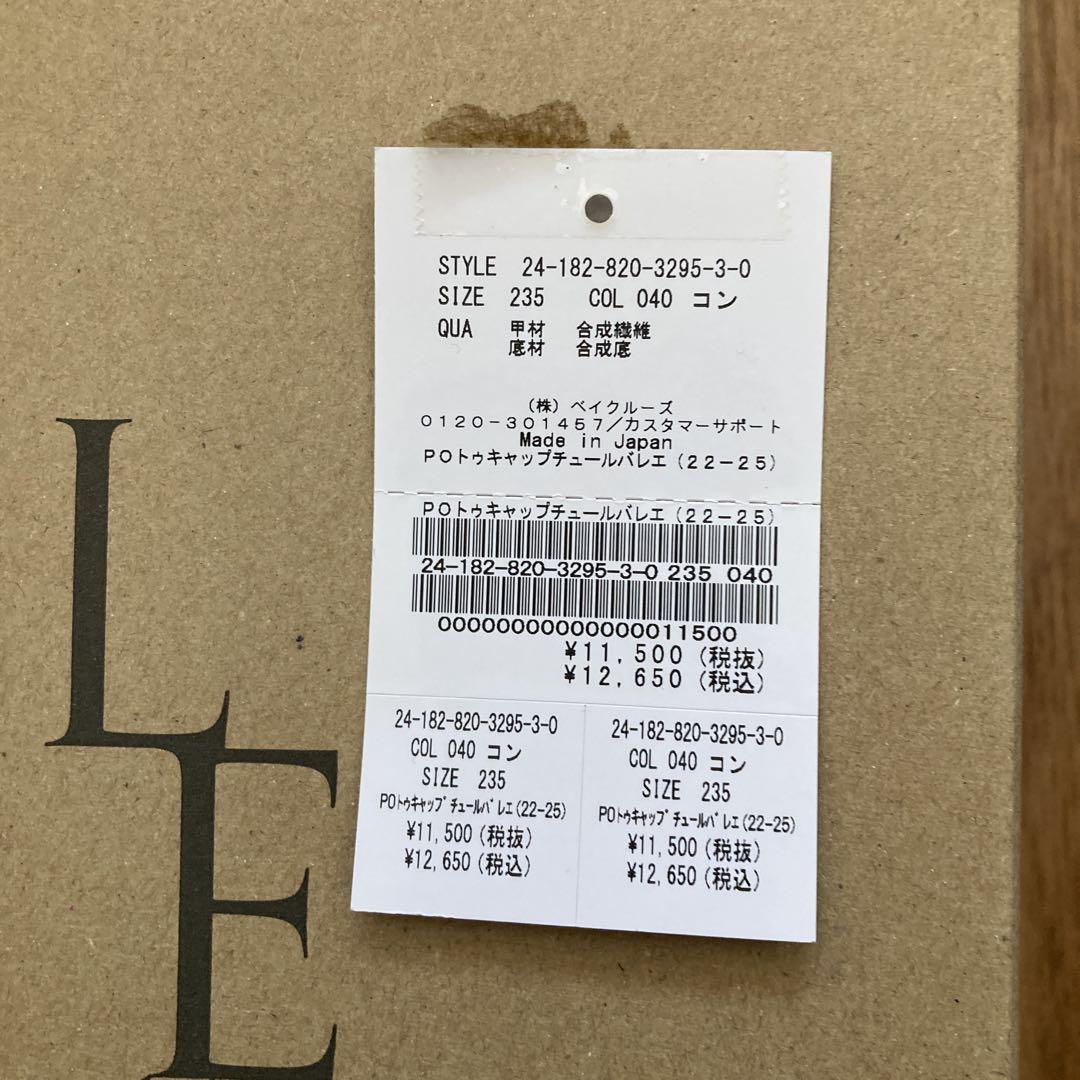 STYLE 24-182-820-3295-3-0
SIZE 235 COL 040 コン
QUA 甲材 合成繊維
底材 合成底
（株）ベイクルーズ
０１２０－３０１４５７／カスタマーサポート
Made in Japan
ＰＯトゥキャップチュールバレエ（２２－２５）
ＰＯトゥキャップチュールバレエ（２２－２５）
24-182-820-3295-3-0 235 040
00000000000000011500
¥11,500（税抜）
¥12,650（税込）
24-182-820-3295-3-0
COL 040 コン
SIZE 235
POﾄｩｷｬｯﾌﾟﾁｭｰﾙﾊﾞﾚｴ(22-25)
¥11,500（税抜）
¥12,650（税込）
24-182-820-3295-3-0
COL 040 コン
SIZE 235
POﾄｩｷｬｯﾌﾟﾁｭｰﾙﾊﾞﾚｴ(22-25)
¥11,500（税抜）
¥12,650（税込）
L
E
E